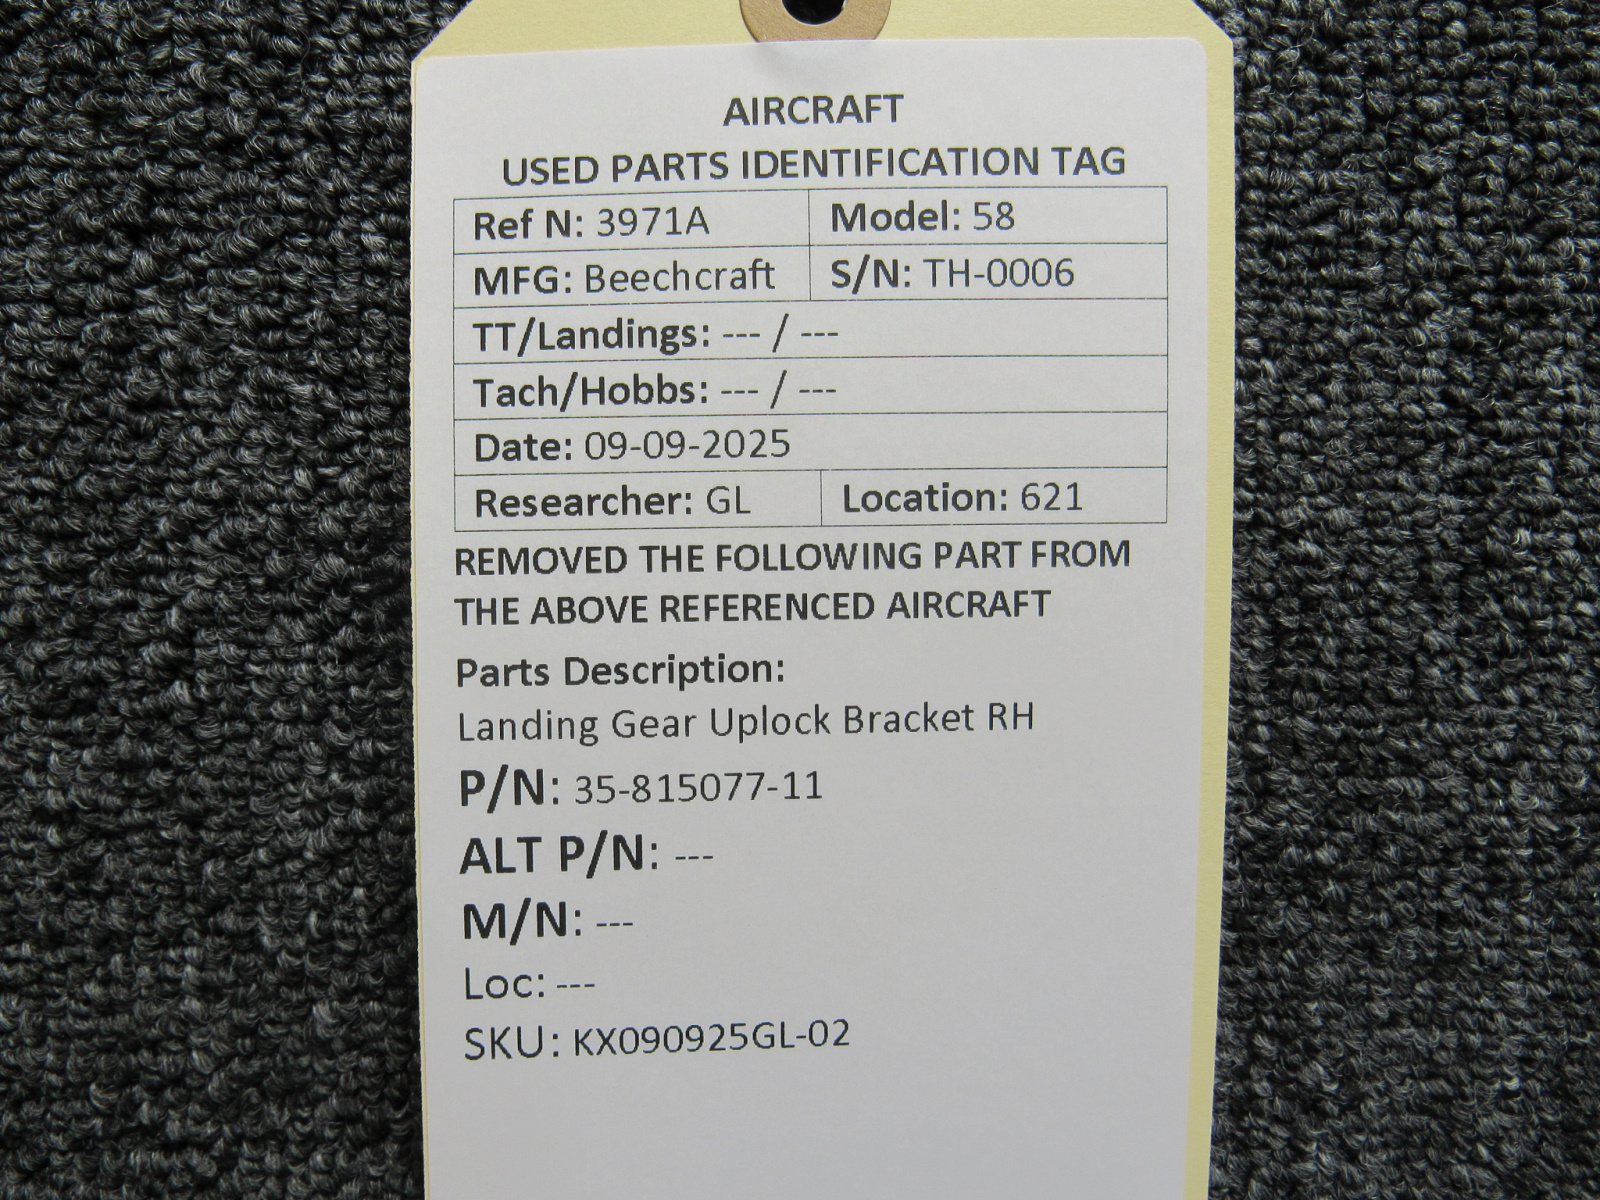 AIRCRAFT
USED PARTS IDENTIFICATION TAG
Ref N: 3971A Model: 58
MFG: Beechcraft S/N: TH-0006
TT/Landings: --- / ---
Tach/Hobbs: --- / ---
Date: 09-09-2025
Researcher: GL Location: 621
REMOVED THE FOLLOWING PART FROM
THE ABOVE REFERENCED AIRCRAFT
Parts Description:
Landing Gear Uplock Bracket RH
P/N: 35-815077-11
ALT P/N: ---
M/N: ---
Loc: ---
SKU: KX090925GL-02